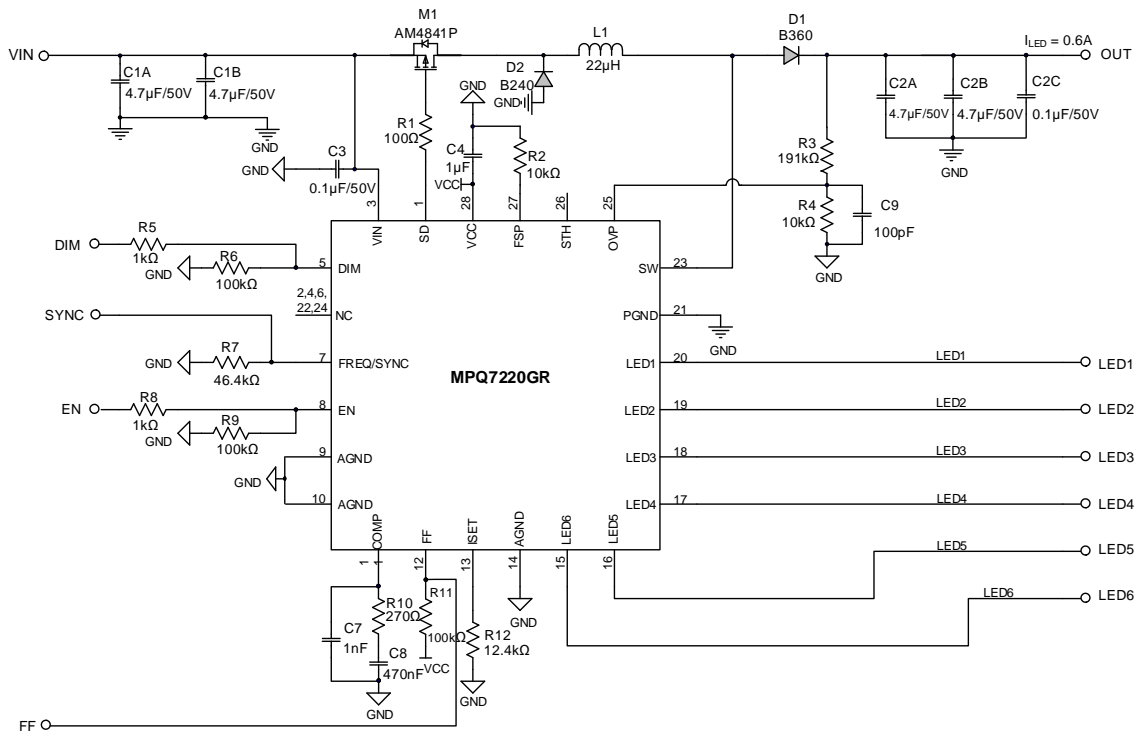 M1
AM4841P
VIN
C1A
4.7µF/50V
C1B
4.7µF/50V
GND
D2
B240
GND
L1
22µH
D1
B360
I_LED = 0.6A
OUT
C2A
4.7µF/50V
C2B
4.7µF/50V
C2C
0.1µF/50V
GND
GND
C3
0.1µF/50V
R1
100Ω
GND
C4
1µF
VCC
R2
10kΩ
R3
191kΩ
R4
10kΩ
C9
100pF
GND
3
1
28
27
26
25
VIN
SD
VCC
FSP
STH
OVP
DIM
R5
1kΩ
GND
R6
100kΩ
5
DIM
2,4,6,
22,24
NC
SYNC
GND
R7
46.4kΩ
7
FREQ/SYNC
EN
R8
1kΩ
GND
R9
100kΩ
8
EN
GND
9
AGND
10
AGND
MPQ7220GR
SW
23
PGND
21
GND
LED1
20
LED1
LED1
LED2
19
LED2
LED2
LED3
18
LED3
LED3
LED4
17
LED4
LED4
LED5
LED5
LED6
LED6
COMP
FF
ISET
AGND
LED6
LED5
1
1
12
13
14
15
16
C7
1nF
R10
270Ω
C8
470nF
GND
R11
100kΩ
VCC
R12
12.4kΩ
GND
GND
FF